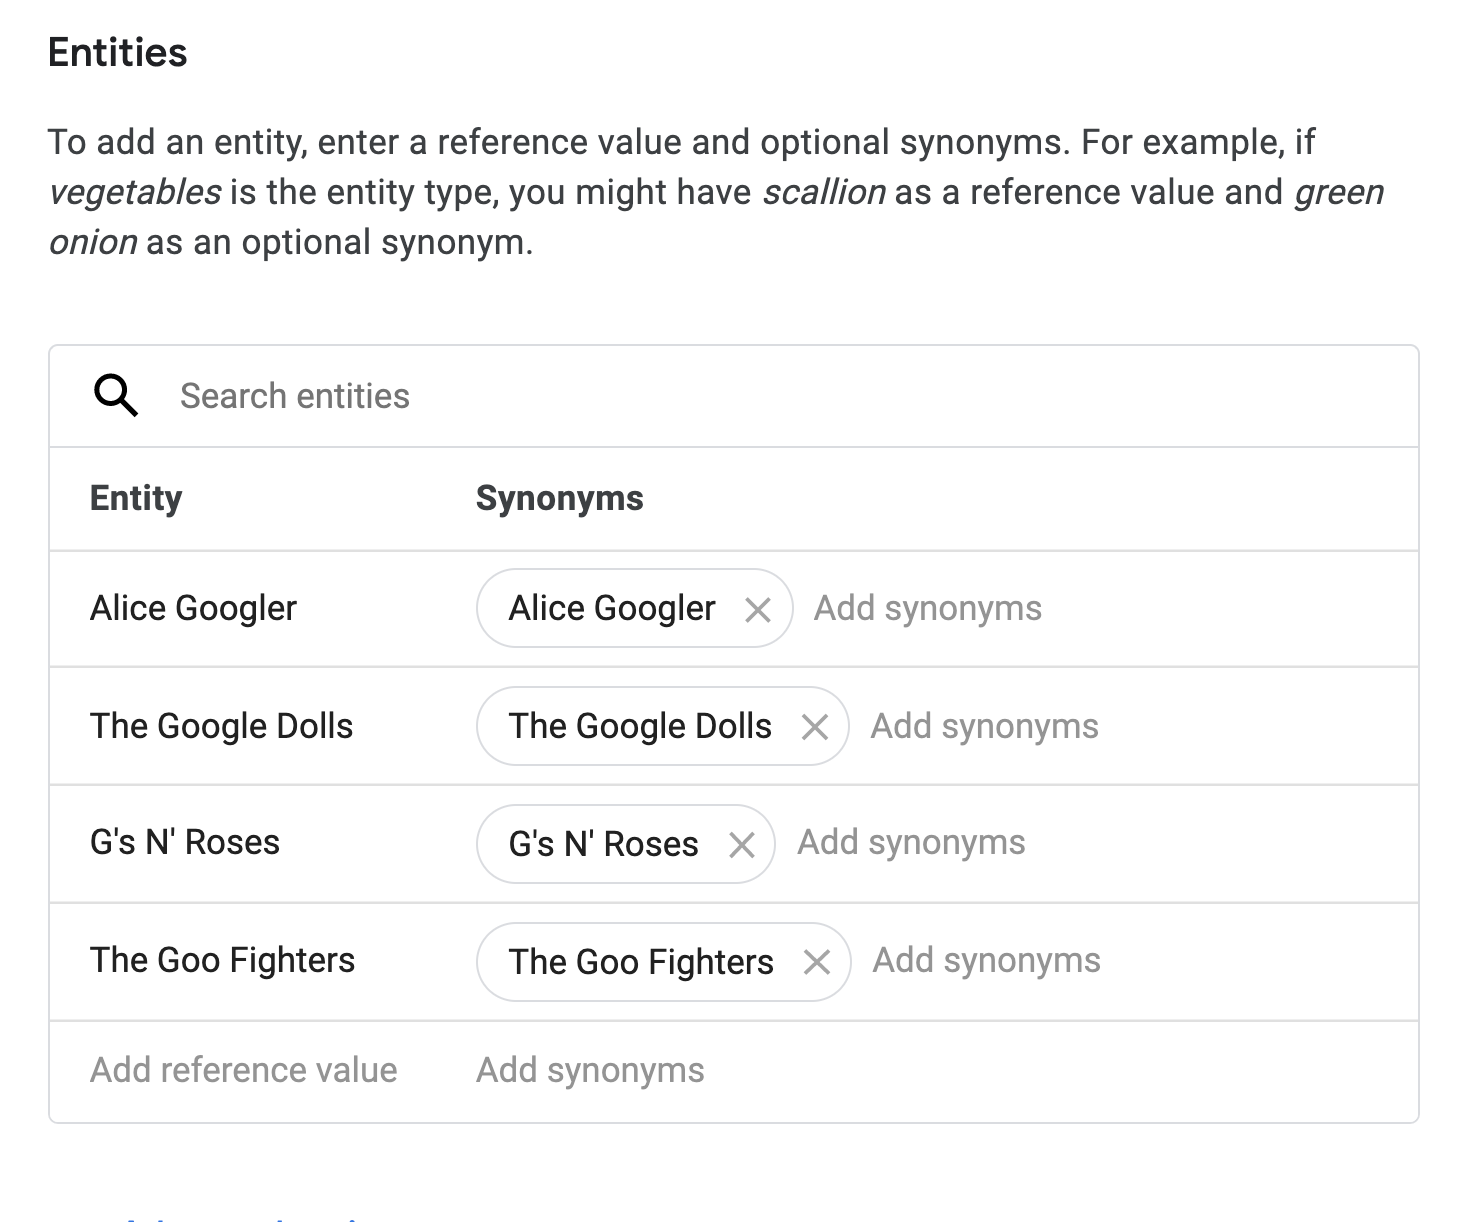 Entities
To add an entity, enter a reference value and optional synonyms. For example, if
vegetables is the entity type, you might have scallion as a reference value and green
onion as an optional synonym.
Search entities
Entity Synonyms
Alice Googler Alice Googler Add synonyms
The Google Dolls The Google Dolls Add synonyms
G's N' Roses G's N' Roses Add synonyms
The Goo Fighters The Goo Fighters Add synonyms
Add reference value Add synonyms